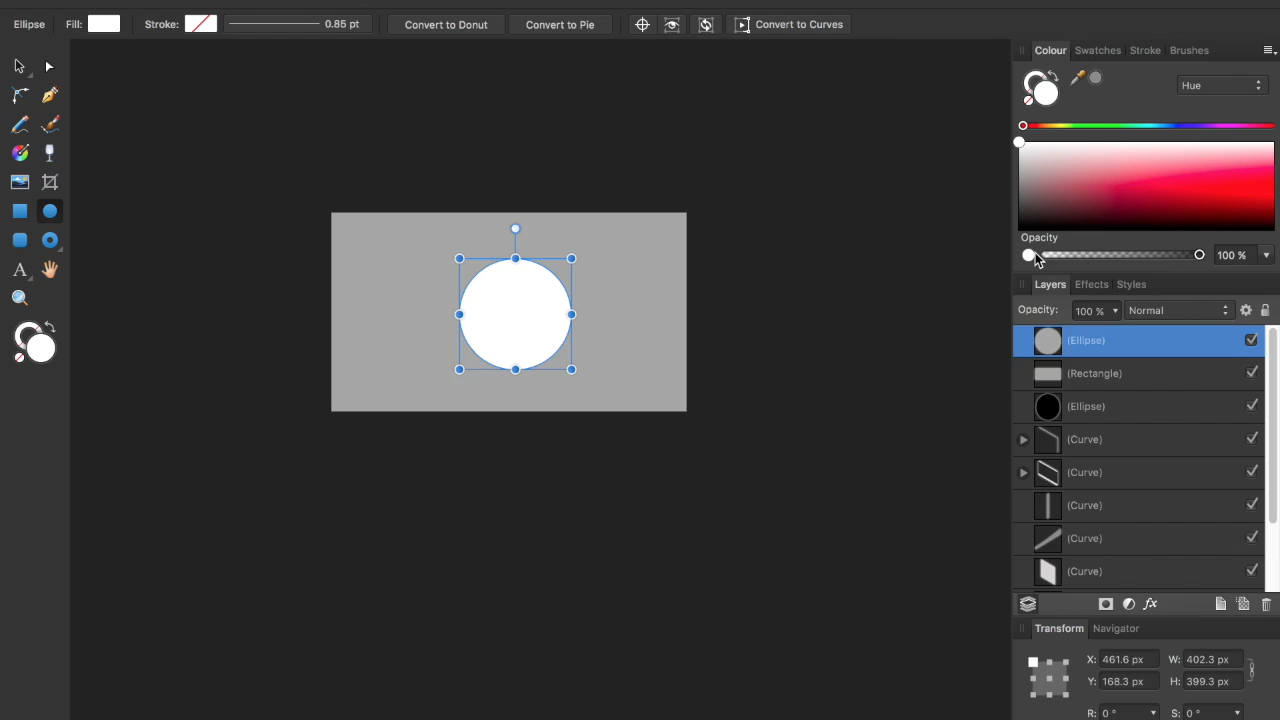 Ellipse Fill: Stroke: 0.85 pt Convert to Donut Convert to Pie Convert to Curves
Colour Swatches Stroke Brushes
Hue
Opacity
100 %
Layers Effects Styles
Opacity: 100 % Normal
(Ellipse)
(Rectangle)
(Ellipse)
(Curve)
(Curve)
(Curve)
(Curve)
(Curve)
fx
Transform Navigator
X: 461.6 px W: 402.3 px
Y: 168.3 px H: 399.3 px
R: 0 ° S: 0 °
A